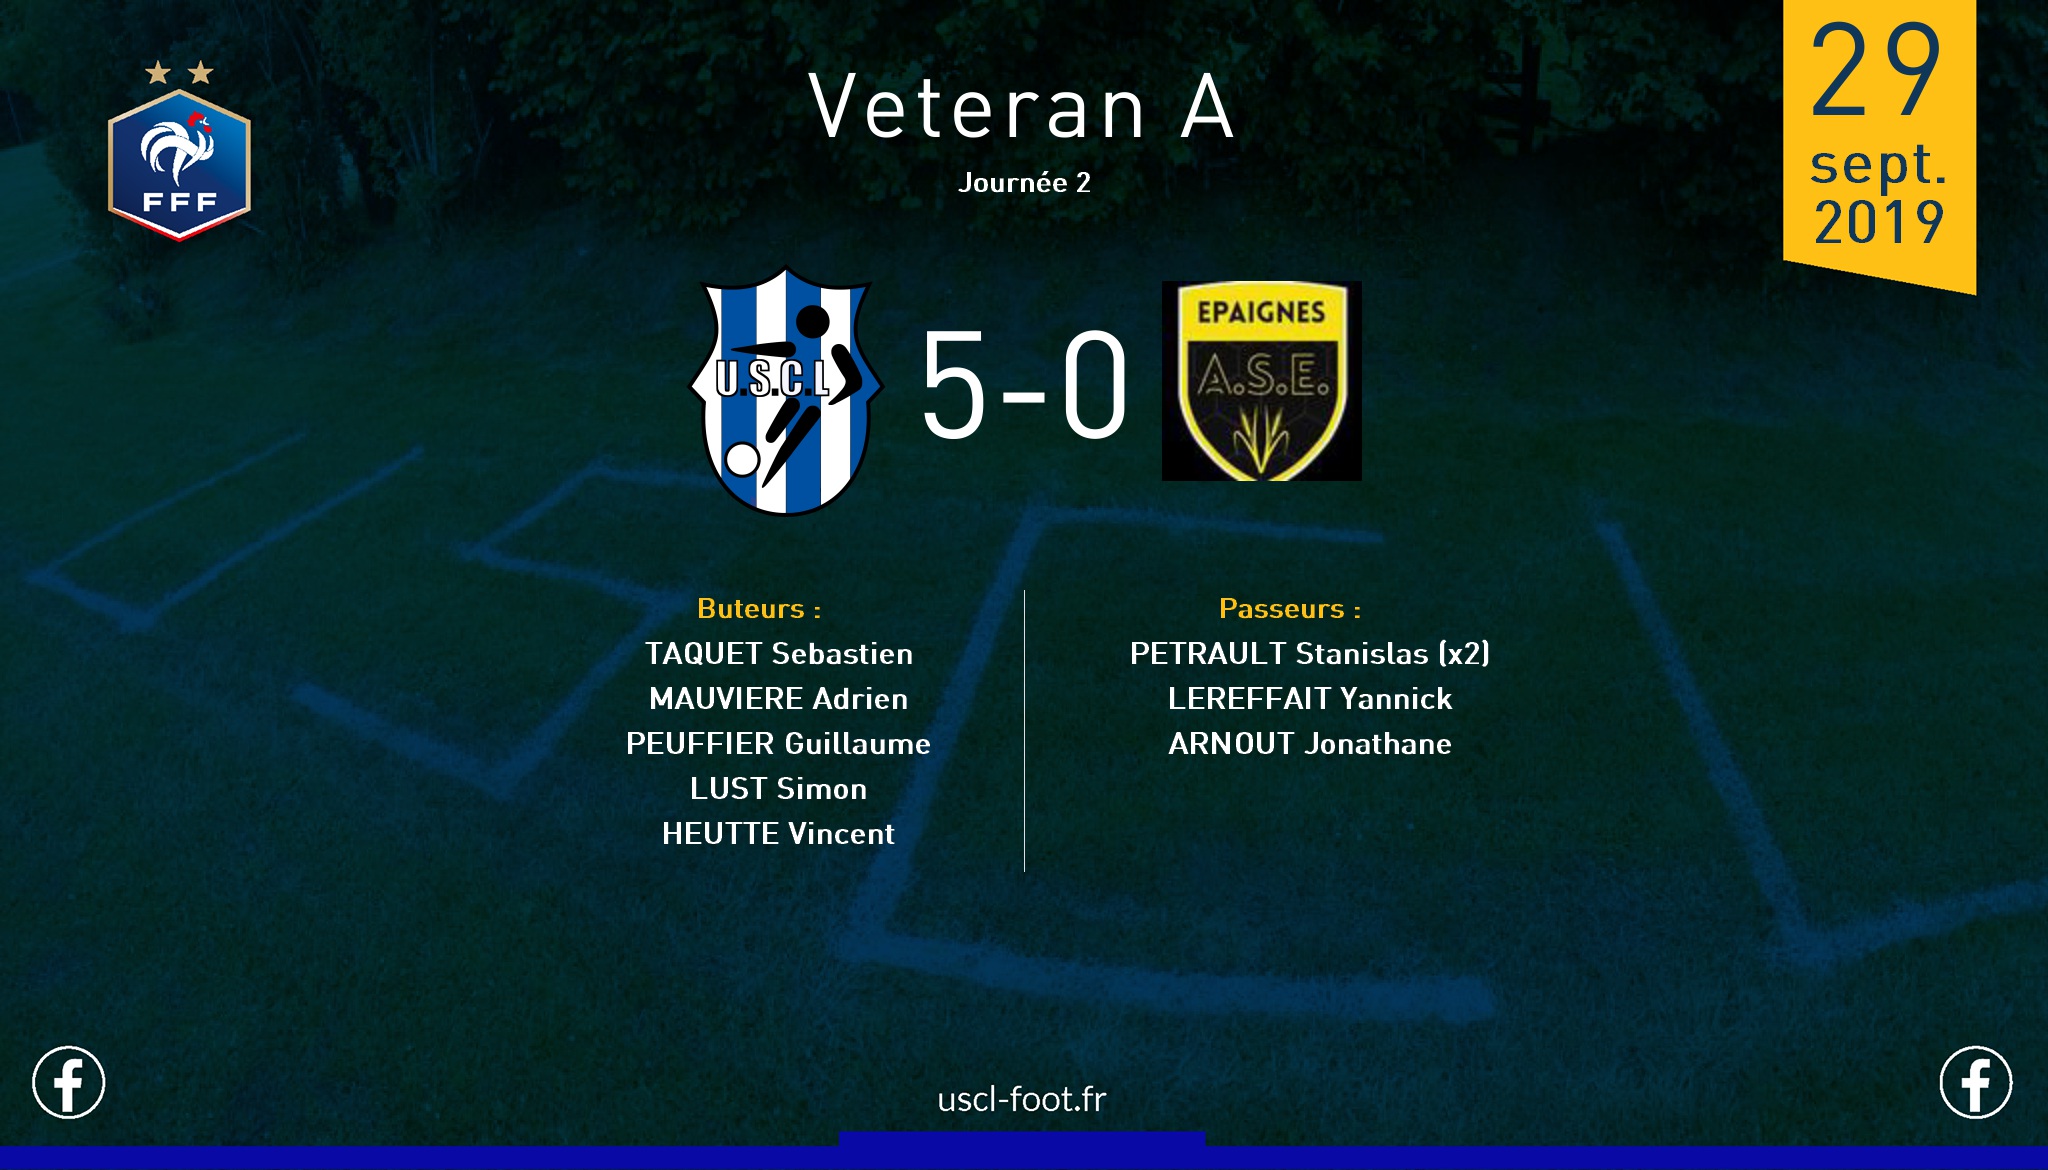 Veteran A
Journée 2
29
sept.
2019
FFF
U.S.C.L
5-0
EPAIGNES
A.S.E.
Buteurs :
TAQUET Sebastien
MAUVIERE Adrien
PEUFFIER Guillaume
LUST Simon
HEUTTE Vincent
Passeurs :
PETRAULT Stanislas (x2)
LEREFFAIT Yannick
ARNOUT Jonathane
USCL
uscl-foot.fr